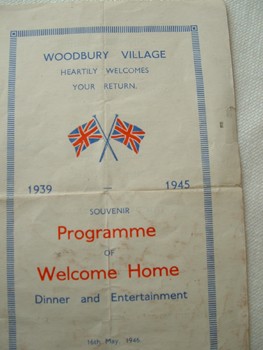 WOODBURY VILLAGE
HEARTILY WELCOMES
YOUR RETURN.
1939 — 1945
SOUVENIR
Programme
OF
Welcome Home
Dinner and Entertainment
16th May, 1946